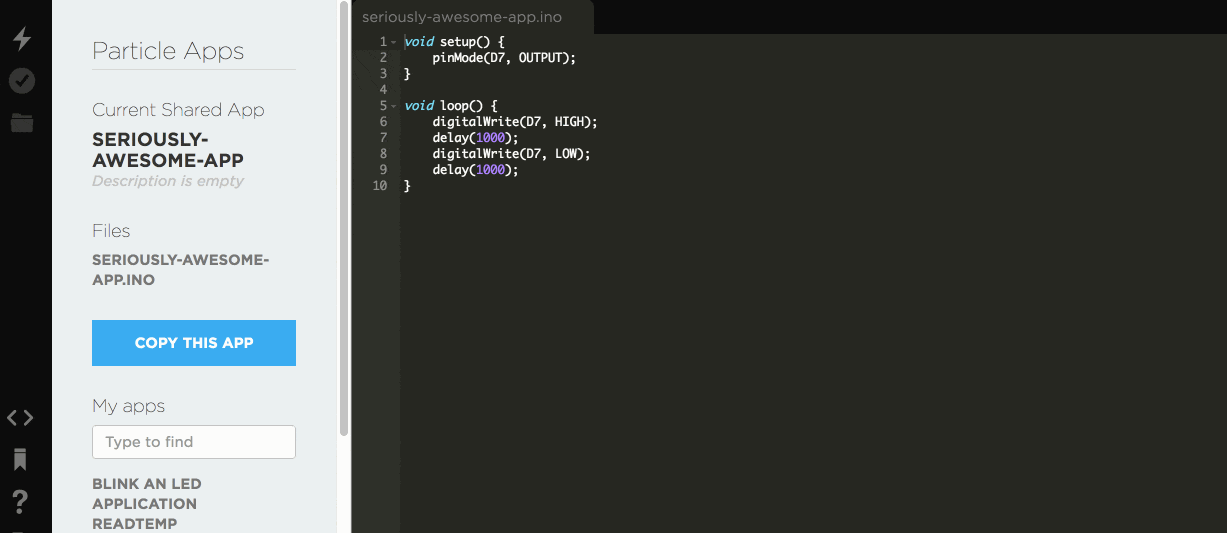 Particle Apps
Current Shared App
SERIOUSLY-
AWESOME-APP
Description is empty
Files
SERIOUSLY-AWESOME-
APP.INO
COPY THIS APP
My apps
Type to find
BLINK AN LED
APPLICATION
READTEMP
seriously-awesome-app.ino
1 void setup() {
2     pinMode(D7, OUTPUT);
3 }
4
5 void loop() {
6     digitalWrite(D7, HIGH);
7     delay(1000);
8     digitalWrite(D7, LOW);
9     delay(1000);
10 }